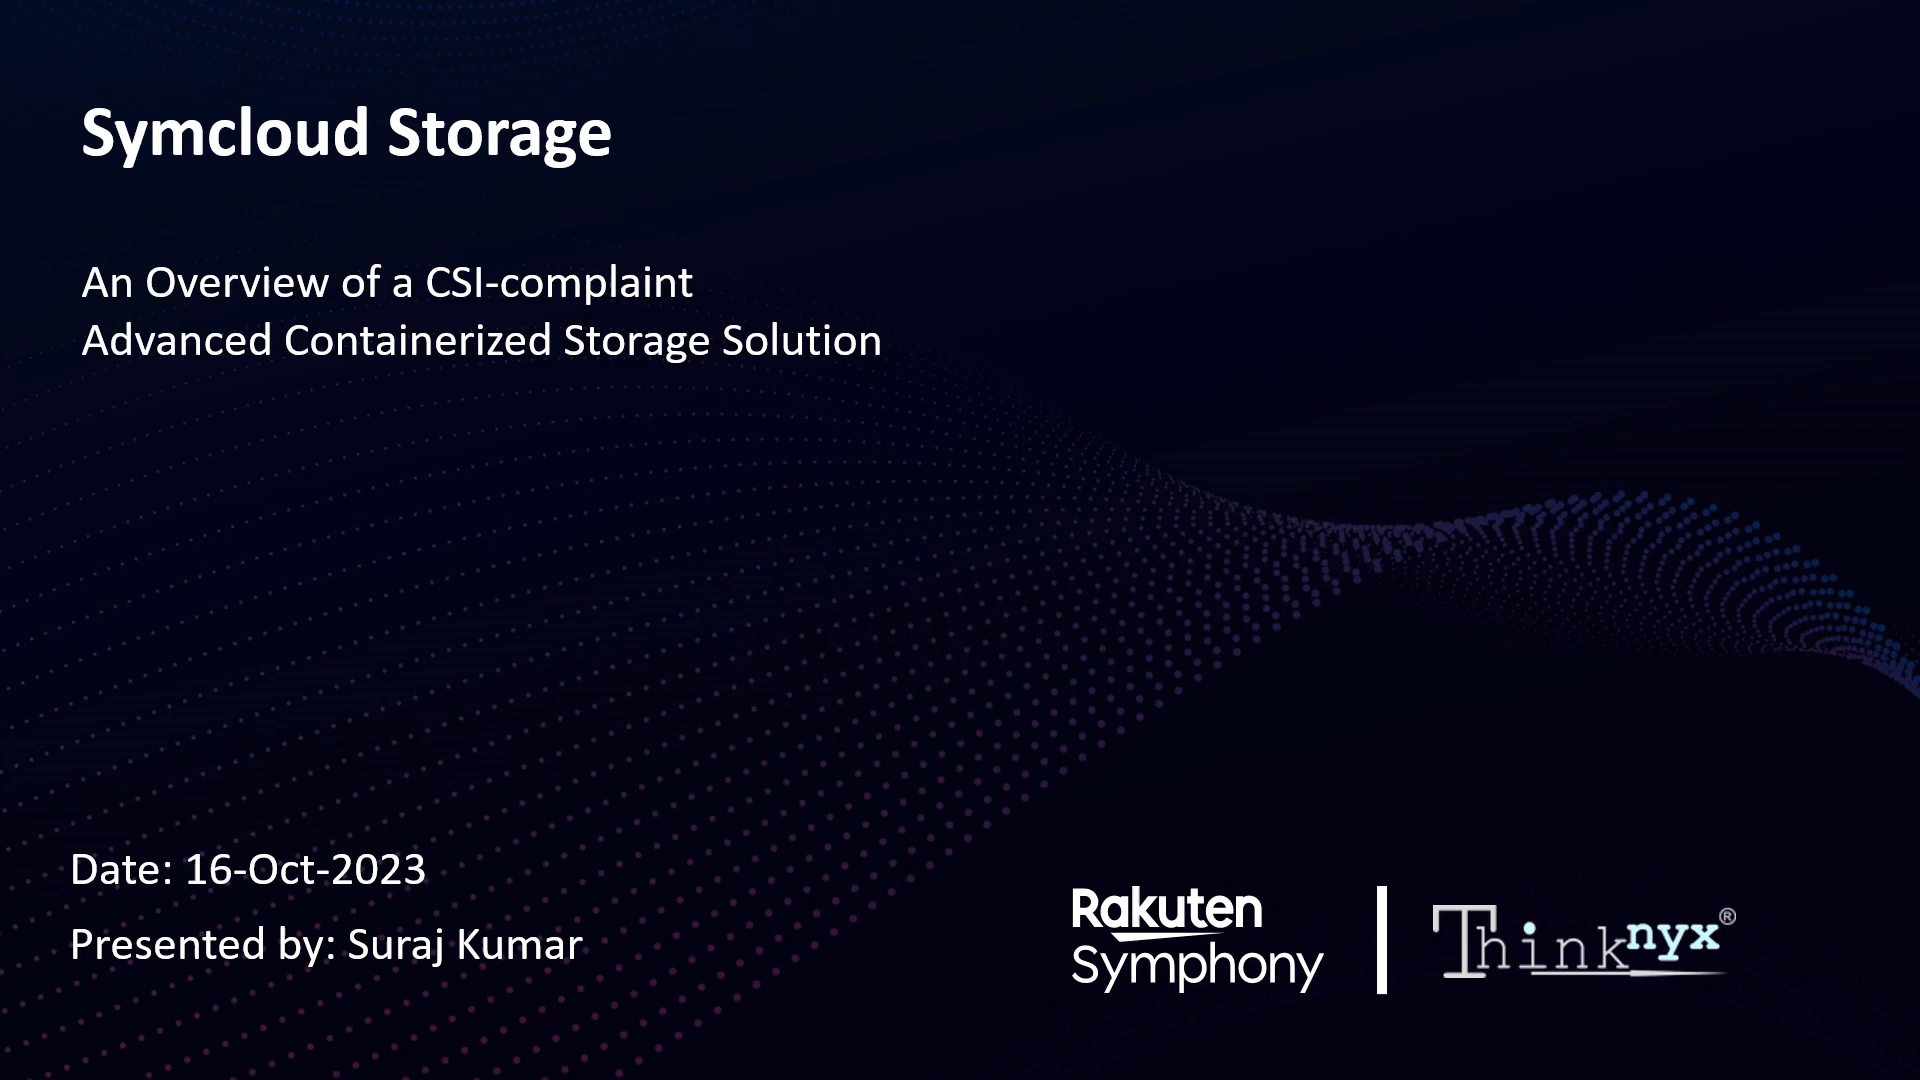 Symcloud Storage
An Overview of a CSI-complaint
Advanced Containerized Storage Solution
Date: 16-Oct-2023
Presented by: Suraj Kumar
Rakuten
Symphony
Thinknyx®